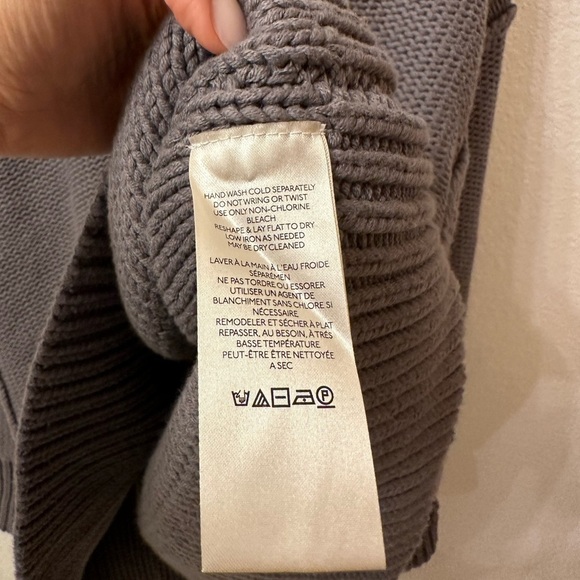 HAND WASH COLD SEPARATELY
DO NOT WRING OR TWIST
USE ONLY NON-CHLORINE
BLEACH
RESHAPE & LAY FLAT TO DRY
LOW IRON AS NEEDED
MAY BE DRY CLEANED
LAVER À LA MAIN À L'EAU FROIDE
SÉPARÉMEN
NE PAS TORDRE OU ESSORER
UTILISER UN AGENT DE
BLANCHIMENT SANS CHLORE SI
NÉCESSAIRE
REMODELER ET SÉCHER À PLAT
REPASSER, AU BESOIN, À TRÈS
BASSE TEMPÉRATURE
PEUT-ÊTRE ÊTRE NETTOYÉE
A SEC
P